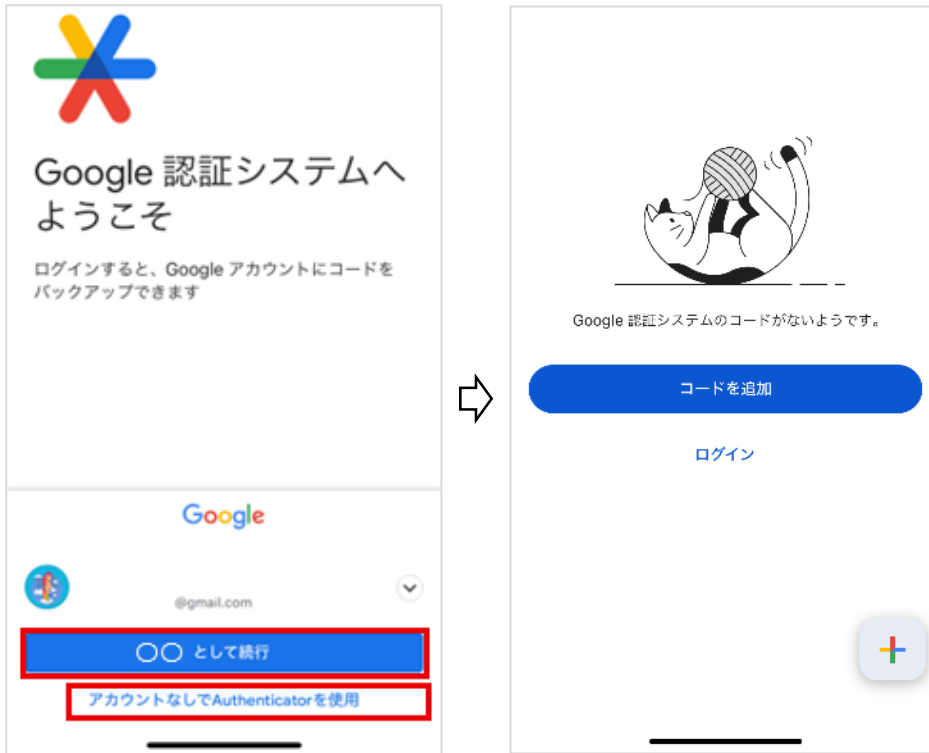 Google 認証システムへ
ようこそ
ログインすると、Google アカウントにコードを
バックアップできます
Google
@gmail.com
〇〇 として続行
アカウントなしでAuthenticatorを使用
Google 認証システムのコードがないようです。
コードを追加
ログイン